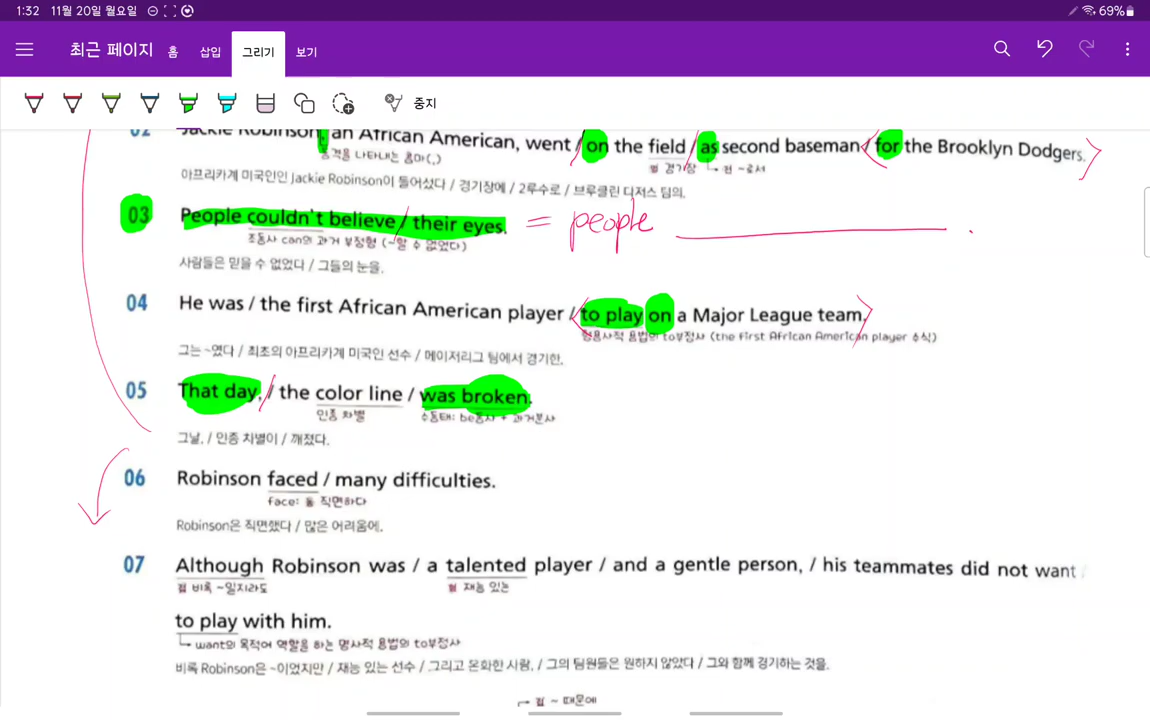 1:32 11월 20일 월요일 69%
최근 페이지 홈 삽입 그리기 보기
중지
02 Jackie Robinson, an African American, went / on the field / as second baseman / for the Brooklyn Dodgers.
동격을 나타내는 콤마(,) 명 경기장 전 ~로서
아프리카계 미국인인 Jackie Robinson이 들어섰다 / 경기장에 / 2루수로 / 브루클린 다저스 팀의.
03 People couldn't believe / their eyes. = people ____ .
조동사 can의 과거 부정형 (~할 수 없었다)
사람들은 믿을 수 없었다 / 그들의 눈을.
04 He was / the first African American player / to play on a Major League team.
형용사적 용법의 to부정사 (the first African American player 수식)
그는 ~였다 / 최초의 아프리카계 미국인 선수 / 메이저리그 팀에서 경기한.
05 That day, / the color line / was broken.
인종 차별 수동태: be동사 + 과거분사
그날, / 인종 차별이 / 깨졌다.
06 Robinson faced / many difficulties.
face: 동 직면하다
Robinson은 직면했다 / 많은 어려움에.
07 Although Robinson was / a talented player / and a gentle person, / his teammates did not want /
접 비록 ~일지라도 형 재능 있는
to play with him.
want의 목적어 역할을 하는 명사적 용법의 to부정사
비록 Robinson은 ~이었지만 / 재능 있는 선수 / 그리고 온화한 사람, / 그의 팀원들은 원하지 않았다 / 그와 함께 경기하는 것을.
접 ~ 때문에